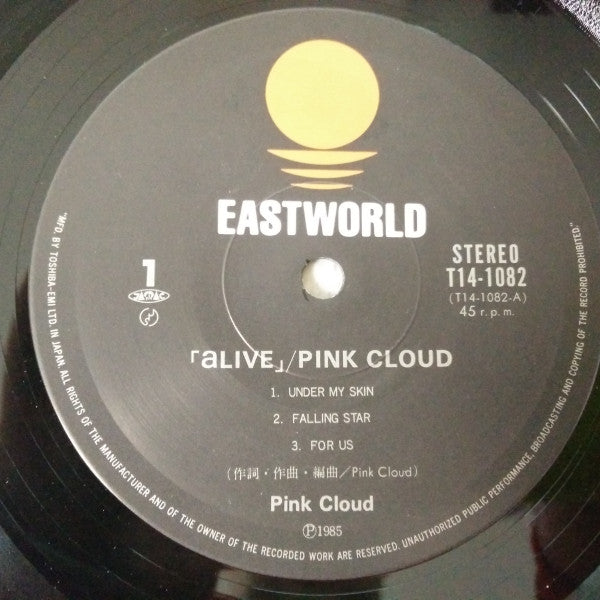 EASTWORLD
1
JASRAC
STEREO
T14-1082
(T14-1082-A)
45 r.p.m.
「aLIVE」/PINK CLOUD
1. UNDER MY SKIN
2. FALLING STAR
3. FOR US
(作詞・作曲・編曲/Pink Cloud)
Pink Cloud
Ⓟ1985
"MFD. BY TOSHIBA-EMI LTD. IN JAPAN. ALL RIGHTS OF THE MANUFACTURER AND OF THE OWNER OF THE RECORDED WORK ARE RESERVED. UNAUTHORIZED PUBLIC PERFORMANCE, BROADCASTING AND COPYING OF THE RECORD PROHIBITED."